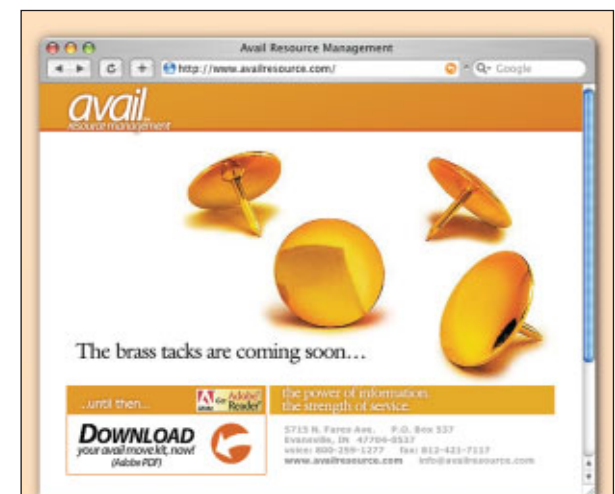 Avail Resource Management
http://www.availresource.com/
Google
avail
resource management
The brass tacks are coming soon...
...until then...
Get Adobe
Reader
the power of information.
the strength of service.
DOWNLOAD
your avail move kit, now!
(Adobe PDF)
5715 N. Fares Ave. P.O. Box 537
Evansville, IN 47704-0537
voice: 800-259-1277 fax: 812-421-7117
www.availresource.com info@availresource.com